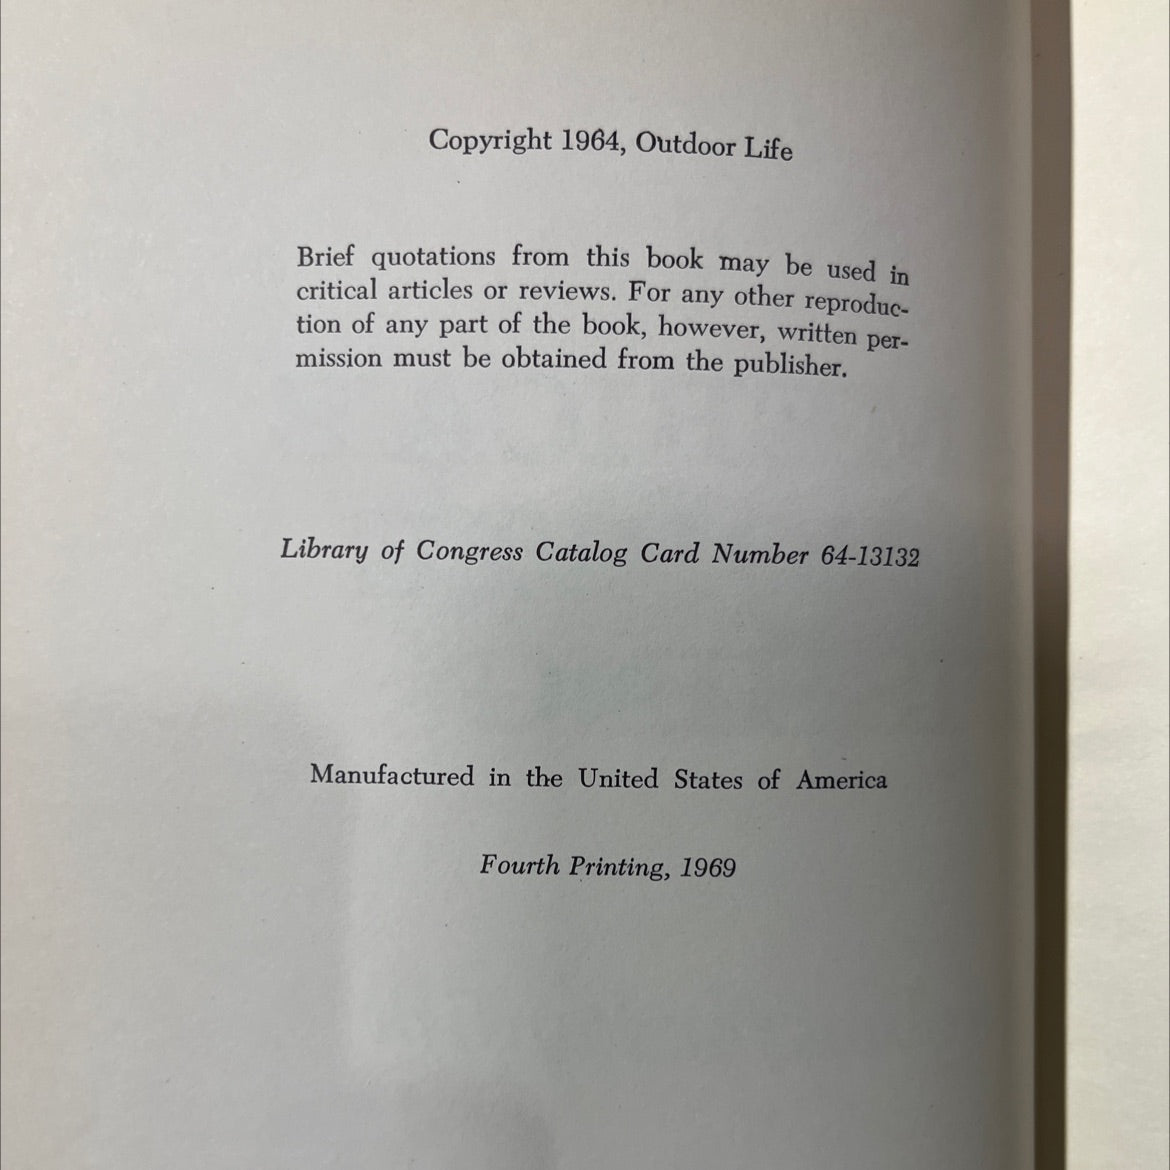 Copyright 1964, Outdoor Life
Brief quotations from this book may be used in
critical articles or reviews. For any other reproduc-
tion of any part of the book, however, written per-
mission must be obtained from the publisher.
Library of Congress Catalog Card Number 64-13132
Manufactured in the United States of America
Fourth Printing, 1969